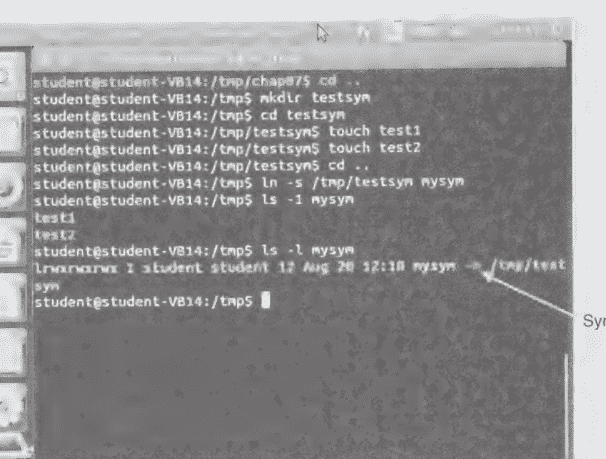 student@student-VB14:/tmp/chap07$ cd ..
student@student-VB14:/tmp$ mkdir testsym
student@student-VB14:/tmp$ cd testsym
student@student-VB14:/tmp/testsym$ touch test1
student@student-VB14:/tmp/testsym$ touch test2
student@student-VB14:/tmp/testsym$ cd ..
student@student-VB14:/tmp$ ln -s /tmp/testsym mysym
student@student-VB14:/tmp$ ls -1 mysym
test1
test2
student@student-VB14:/tmp$ ls -l mysym
lrwxrwxrwx 1 student student 12 Aug 20 12:10 mysym -> /tmp/test
sym
student@student-VB14:/tmp$
Sy